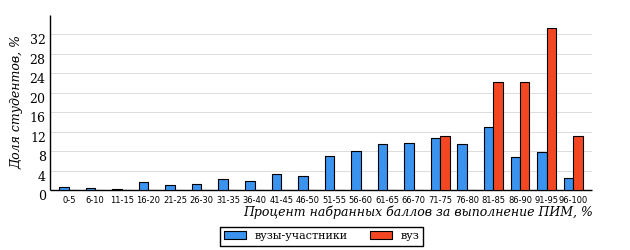 Доля студентов, %
32
28
24
20
16
12
8
4
0
0-5 6-10 11-15 16-20 21-25 26-30 31-35 36-40 41-45 46-50 51-55 56-60 61-65 66-70 71-75 76-80 81-85 86-90 91-95 96-100
Процент набранных баллов за выполнение ПИМ, %
вузы-участники вуз